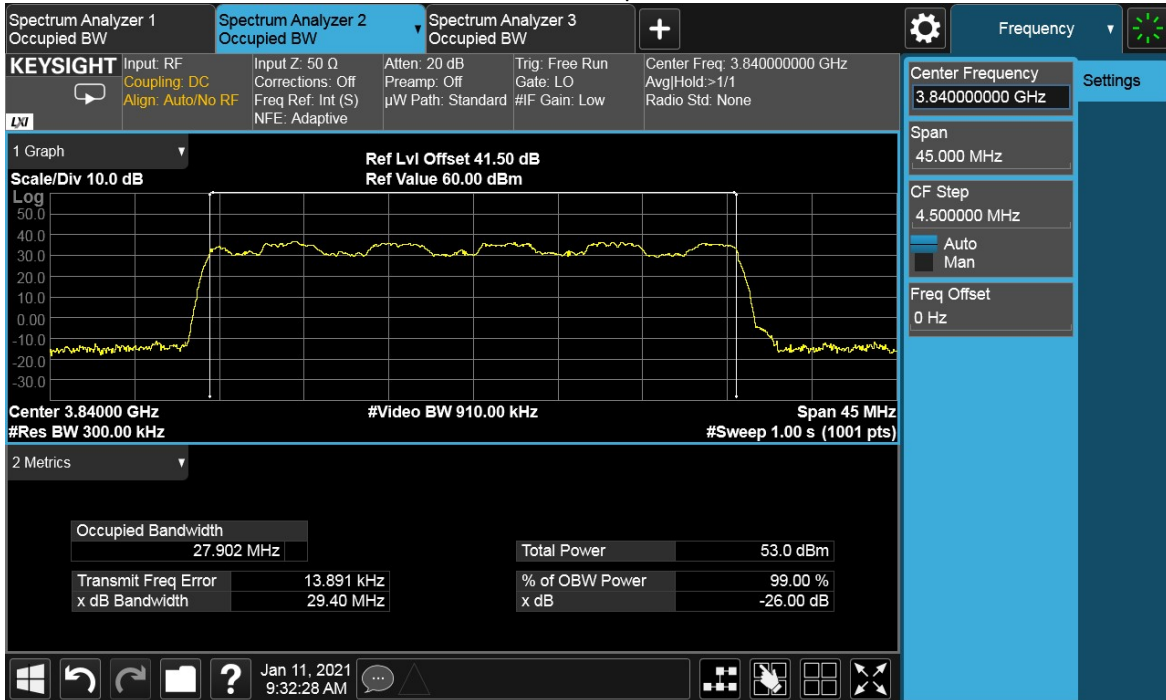 Spectrum Analyzer 1
Occupied BW
Spectrum Analyzer 2
Occupied BW
Spectrum Analyzer 3
Occupied BW
Frequency
KEYSIGHT
LXI
Input: RF
Coupling: DC
Align: Auto/No RF
Input Z: 50 Ω
Corrections: Off
Freq Ref: Int (S)
NFE: Adaptive
Atten: 20 dB
Preamp: Off
µW Path: Standard
Trig: Free Run
Gate: LO
#IF Gain: Low
Center Freq: 3.840000000 GHz
Avg|Hold:>1/1
Radio Std: None
1 Graph
Scale/Div 10.0 dB
Ref Lvl Offset 41.50 dB
Ref Value 60.00 dBm
Log
50.0
40.0
30.0
20.0
10.0
0.00
-10.0
-20.0
-30.0
Center 3.84000 GHz
#Res BW 300.00 kHz
#Video BW 910.00 kHz
Span 45 MHz
#Sweep 1.00 s (1001 pts)
2 Metrics
Occupied Bandwidth
27.902 MHz
Total Power 53.0 dBm
Transmit Freq Error 13.891 kHz
% of OBW Power 99.00 %
x dB Bandwidth 29.40 MHz
x dB -26.00 dB
Center Frequency
3.840000000 GHz
Settings
Span
45.000 MHz
CF Step
4.500000 MHz
Auto
Man
Freq Offset
0 Hz
?
Jan 11, 2021
9:32:28 AM